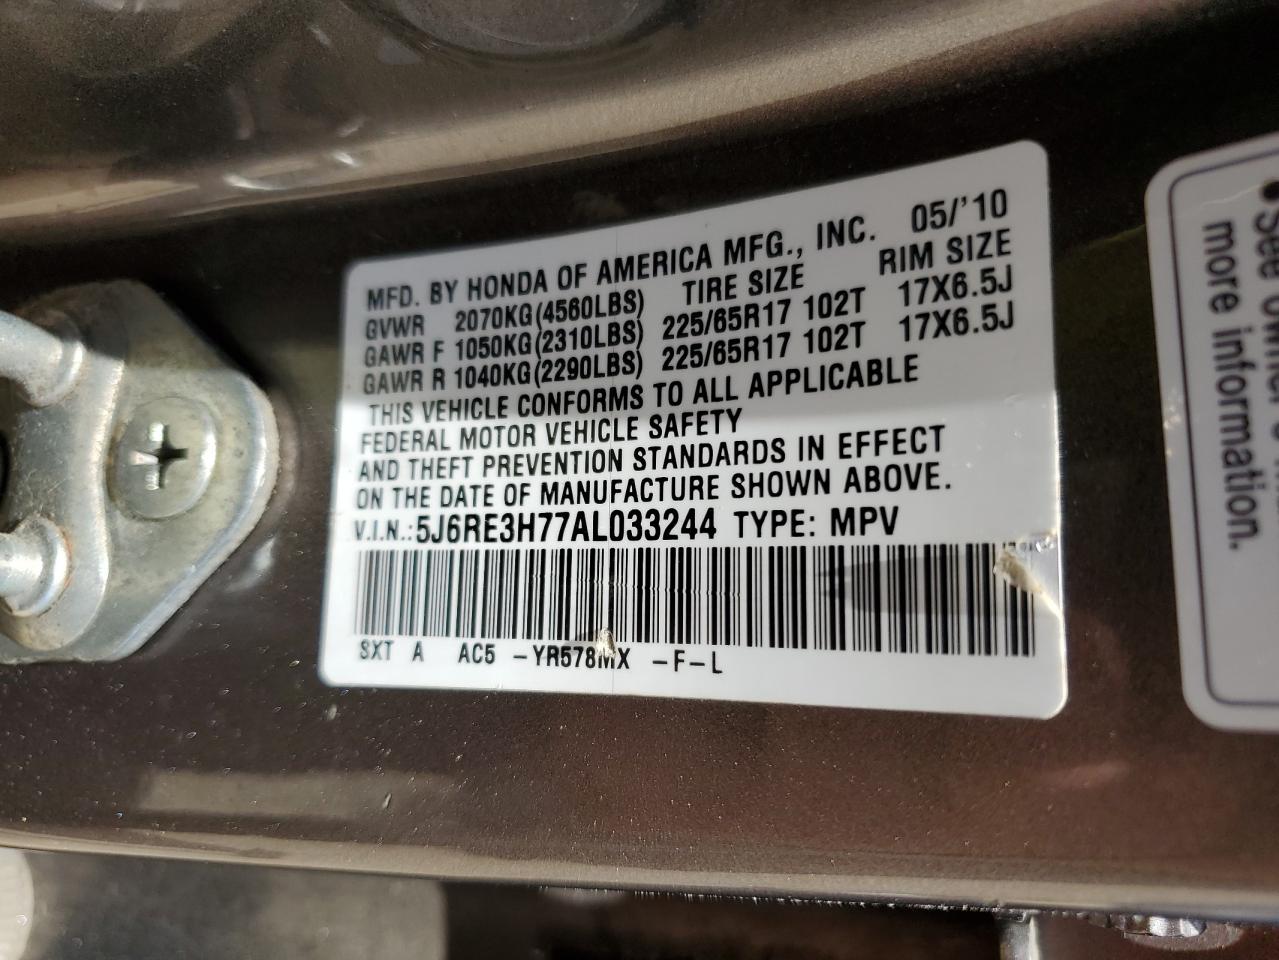 MFD. BY HONDA OF AMERICA MFG., INC. 05/'10
GVWR 2070KG(4560LBS) TIRE SIZE RIM SIZE
GAWR F 1050KG(2310LBS) 225/65R17 102T 17X6.5J
GAWR R 1040KG(2290LBS) 225/65R17 102T 17X6.5J
THIS VEHICLE CONFORMS TO ALL APPLICABLE
FEDERAL MOTOR VEHICLE SAFETY
AND THEFT PREVENTION STANDARDS IN EFFECT
ON THE DATE OF MANUFACTURE SHOWN ABOVE.
V.I.N.:5J6RE3H77AL033244 TYPE: MPV
SXT A AC5 -YR578MX -F-L
• See
more information.